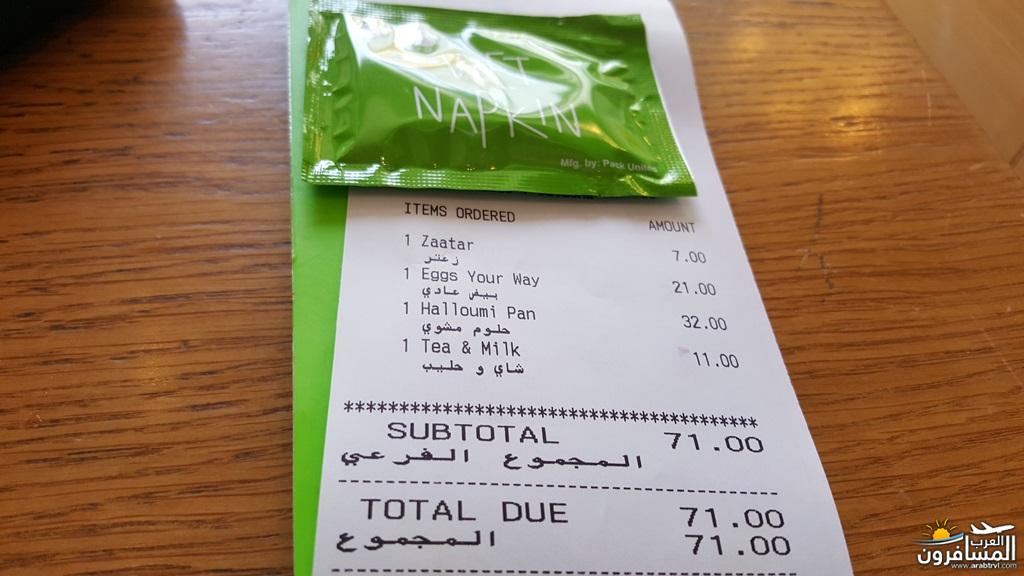 NAPKIN
Mfg. by: Pack Unite
ITEMS ORDERED AMOUNT
1 Zaatar 7.00
زعتر
1 Eggs Your Way 21.00
بيض عادي
1 Halloumi Pan 32.00
حلوم مشوي
1 Tea & Milk 11.00
شاي و حليب
****************************************
SUBTOTAL 71.00
المجموع الفرعي
TOTAL DUE 71.00
المجموع 71.00
العرب
المسافرون
www.arabtrvl.com